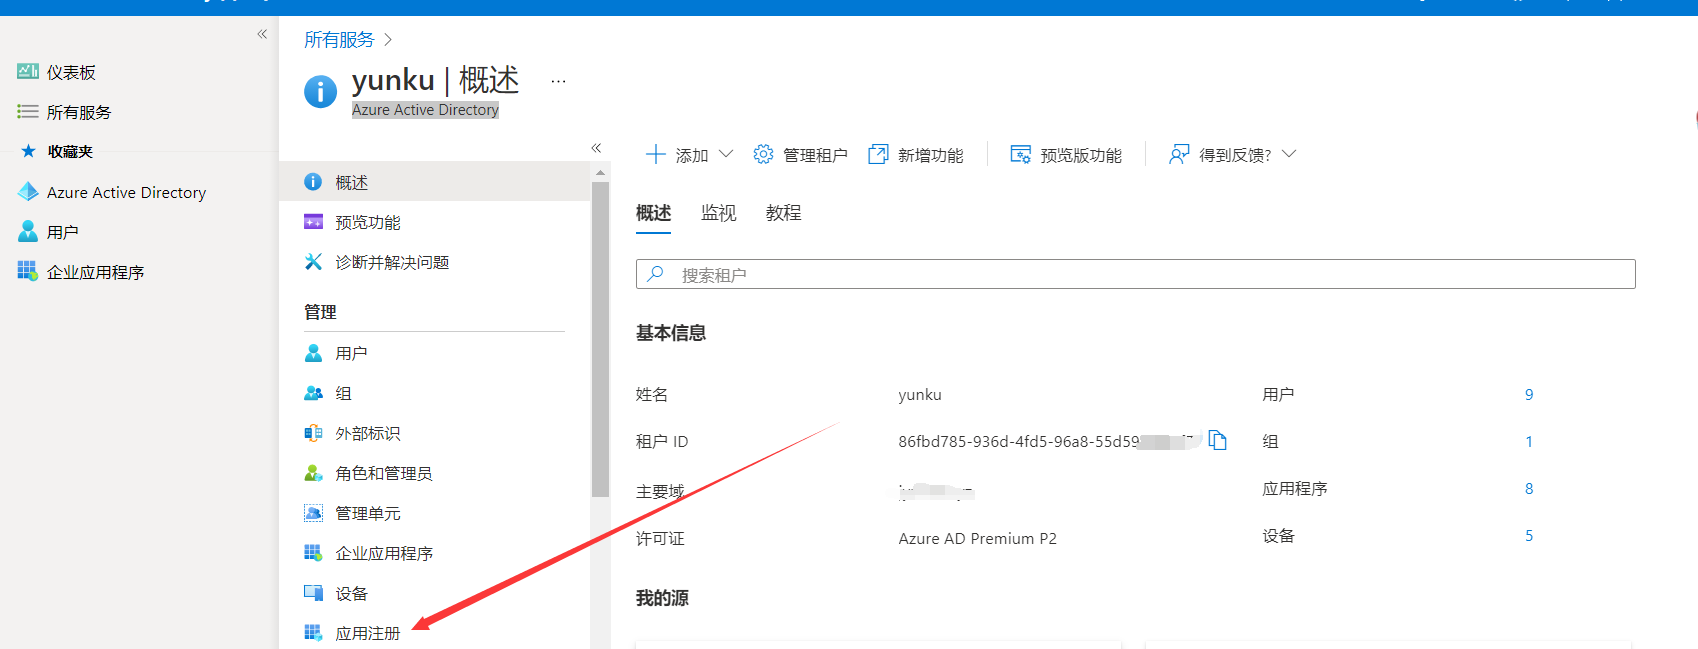 所有服务
yunku | 概述
Azure Active Directory
仪表板
所有服务
收藏夹
Azure Active Directory
用户
企业应用程序
概述
预览功能
诊断并解决问题
管理
用户
组
外部标识
角色和管理员
管理单元
企业应用程序
设备
应用注册
添加
管理租户
新增功能
预览版功能
得到反馈?
概述 监视 教程
搜索租户
基本信息
姓名 yunku 用户 9
租户 ID 86fbd785-936d-4fd5-96a8-55d59 组 1
主要域 应用程序 8
许可证 Azure AD Premium P2 设备 5
我的源